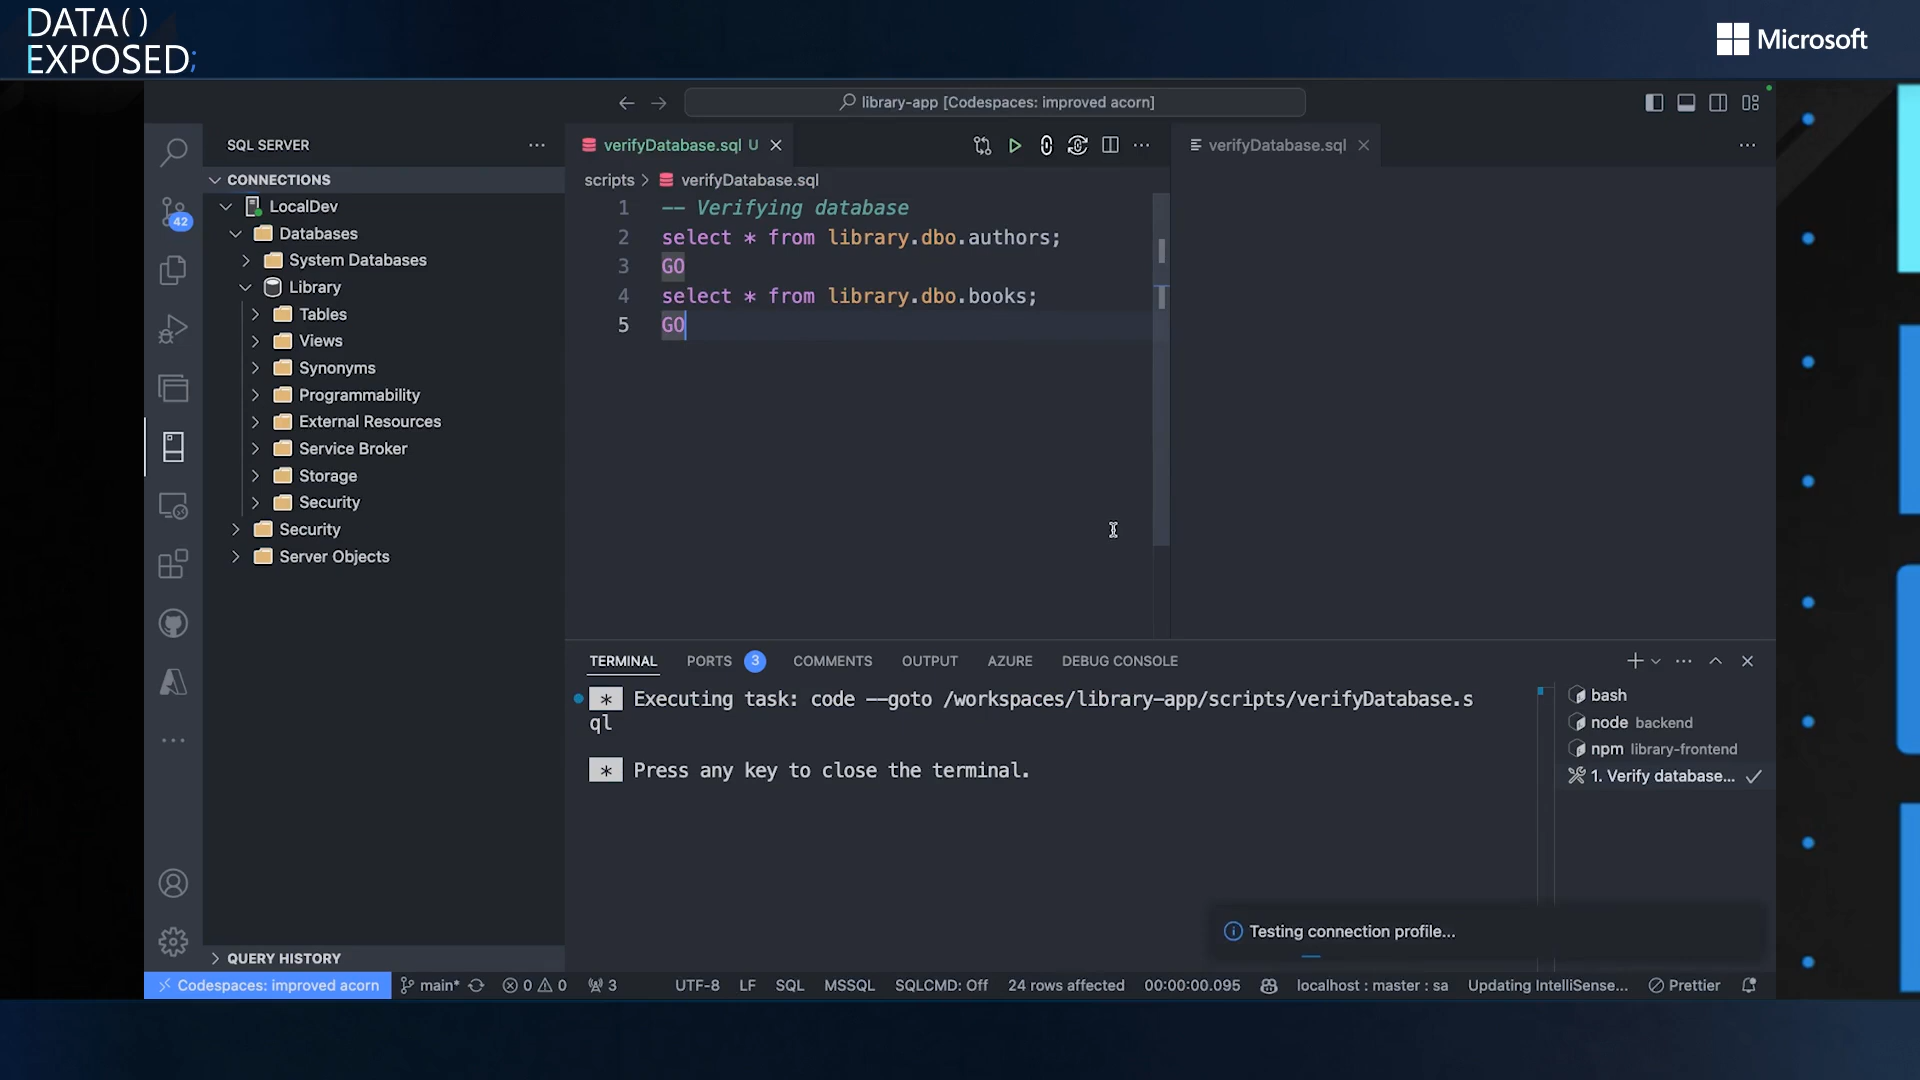 DATA()
EXPOSED;
Microsoft
library-app [Codespaces: improved acorn]
SQL SERVER
CONNECTIONS
LocalDev
Databases
System Databases
Library
Tables
Views
Synonyms
Programmability
External Resources
Service Broker
Storage
Security
Security
Server Objects
QUERY HISTORY
42
verifyDatabase.sql U
verifyDatabase.sql
scripts > verifyDatabase.sql
1 -- Verifying database
2 select * from library.dbo.authors;
3 GO
4 select * from library.dbo.books;
5 GO
TERMINAL PORTS 3 COMMENTS OUTPUT AZURE DEBUG CONSOLE
* Executing task: code --goto /workspaces/library-app/scripts/verifyDatabase.s
ql
* Press any key to close the terminal.
bash
node backend
npm library-frontend
1. Verify database...
Testing connection profile...
Codespaces: improved acorn main* 0 0 3 UTF-8 LF SQL MSSQL SQLCMD: Off 24 rows affected 00:00:00.095 localhost : master : sa Updating IntelliSense... Prettier